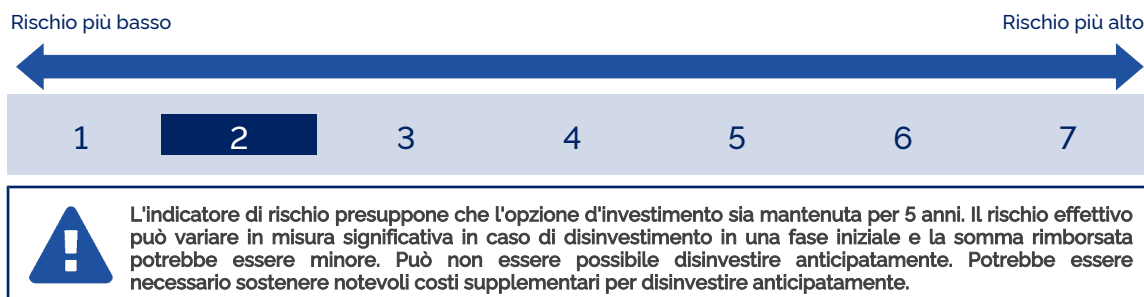 Rischio più basso Rischio più alto
1 2 3 4 5 6 7
L'indicatore di rischio presuppone che l'opzione d'investimento sia mantenuta per 5 anni. Il rischio effettivo
può variare in misura significativa in caso di disinvestimento in una fase iniziale e la somma rimborsata
potrebbe essere minore. Può non essere possibile disinvestire anticipatamente. Potrebbe essere
necessario sostenere notevoli costi supplementari per disinvestire anticipatamente.